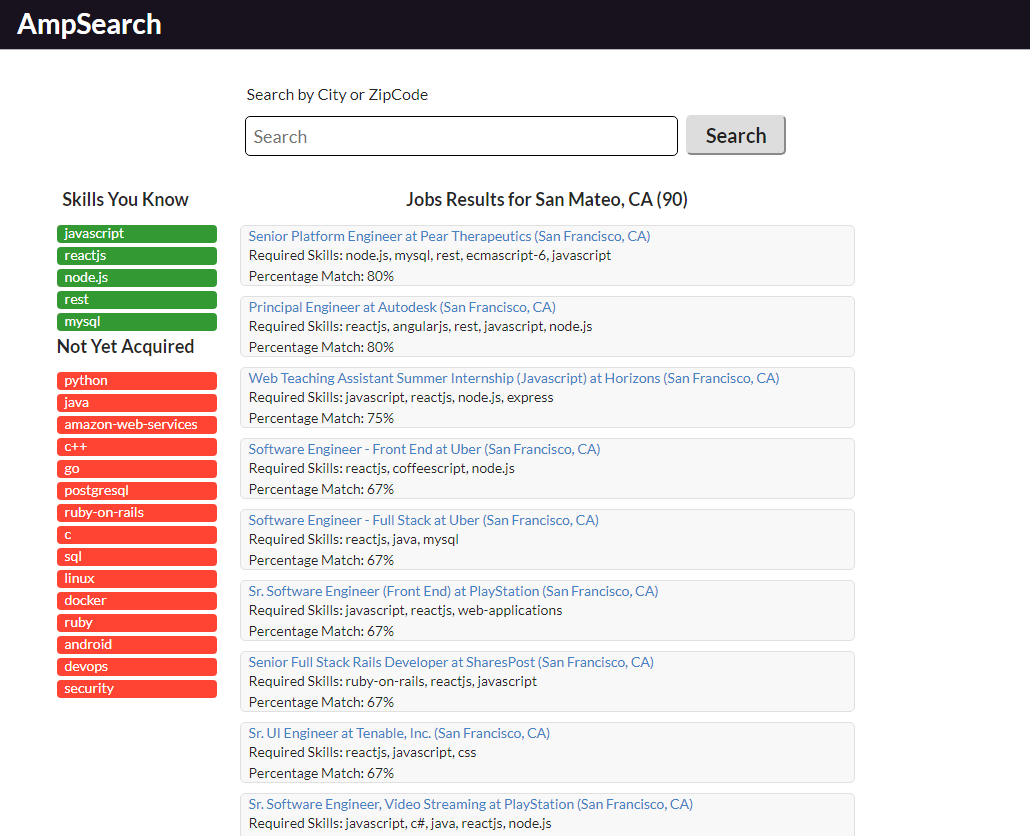 AmpSearch
Search by City or ZipCode
Search
Search
Skills You Know
javascript
reactjs
node.js
rest
mysql
Not Yet Acquired
python
java
amazon-web-services
c++
go
postgresql
ruby-on-rails
c
sql
linux
docker
ruby
android
devops
security
Jobs Results for San Mateo, CA (90)
Senior Platform Engineer at Pear Therapeutics (San Francisco, CA)
Required Skills: node.js, mysql, rest, ecmascript-6, javascript
Percentage Match: 80%
Principal Engineer at Autodesk (San Francisco, CA)
Required Skills: reactjs, angularjs, rest, javascript, node.js
Percentage Match: 80%
Web Teaching Assistant Summer Internship (Javascript) at Horizons (San Francisco, CA)
Required Skills: javascript, reactjs, node.js, express
Percentage Match: 75%
Software Engineer - Front End at Uber (San Francisco, CA)
Required Skills: reactjs, coffeescript, node.js
Percentage Match: 67%
Software Engineer - Full Stack at Uber (San Francisco, CA)
Required Skills: reactjs, java, mysql
Percentage Match: 67%
Sr. Software Engineer (Front End) at PlayStation (San Francisco, CA)
Required Skills: javascript, reactjs, web-applications
Percentage Match: 67%
Senior Full Stack Rails Developer at SharesPost (San Francisco, CA)
Required Skills: ruby-on-rails, reactjs, javascript
Percentage Match: 67%
Sr. UI Engineer at Tenable, Inc. (San Francisco, CA)
Required Skills: reactjs, javascript, css
Percentage Match: 67%
Sr. Software Engineer, Video Streaming at PlayStation (San Francisco, CA)
Required Skills: javascript, c#, java, reactjs, node.js